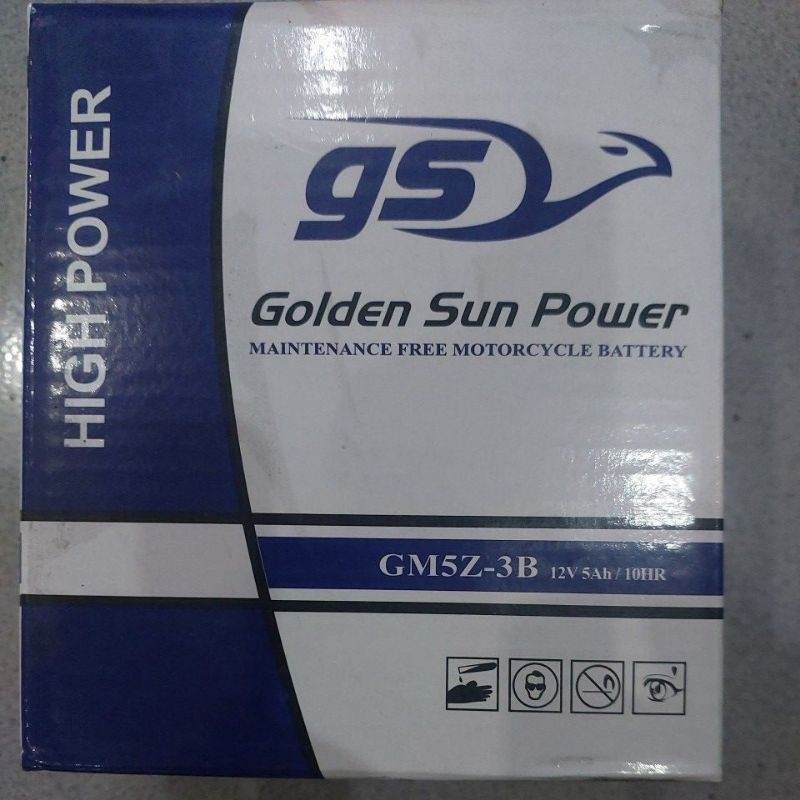 HIGH POWER
gs
Golden Sun Power
MAINTENANCE FREE MOTORCYCLE BATTERY
GM5Z-3B 12V 5Ah / 10HR